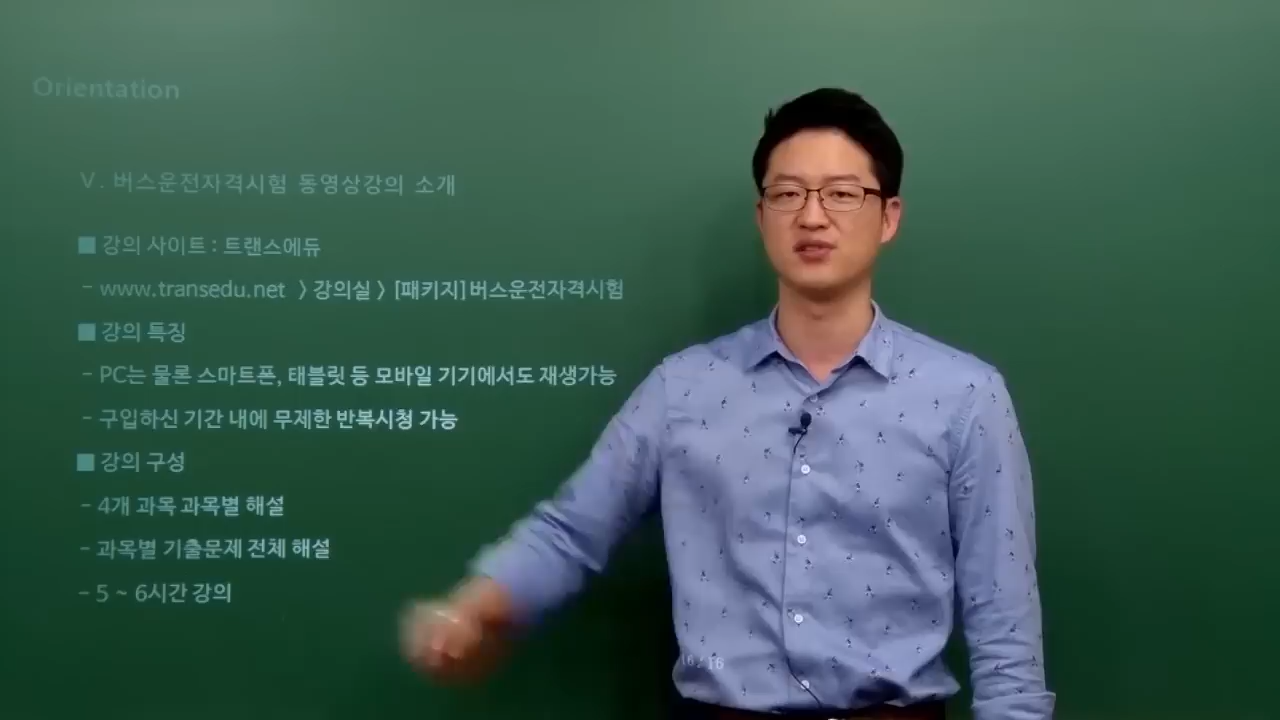 Orientation
Ⅴ. 버스운전자격시험 동영상강의 소개
■ 강의 사이트 : 트랜스에듀
- www.transedu.net 〉강의실〉[패키지]버스운전자격시험
■ 강의 특징
- PC는 물론 스마트폰, 태블릿 등 모바일 기기에서도 재생가능
- 구입하신 기간 내에 무제한 반복시청 가능
■ 강의 구성
- 4개 과목 과목별 해설
- 과목별 기출문제 전체 해설
- 5 ~ 6시간 강의
16 / 16